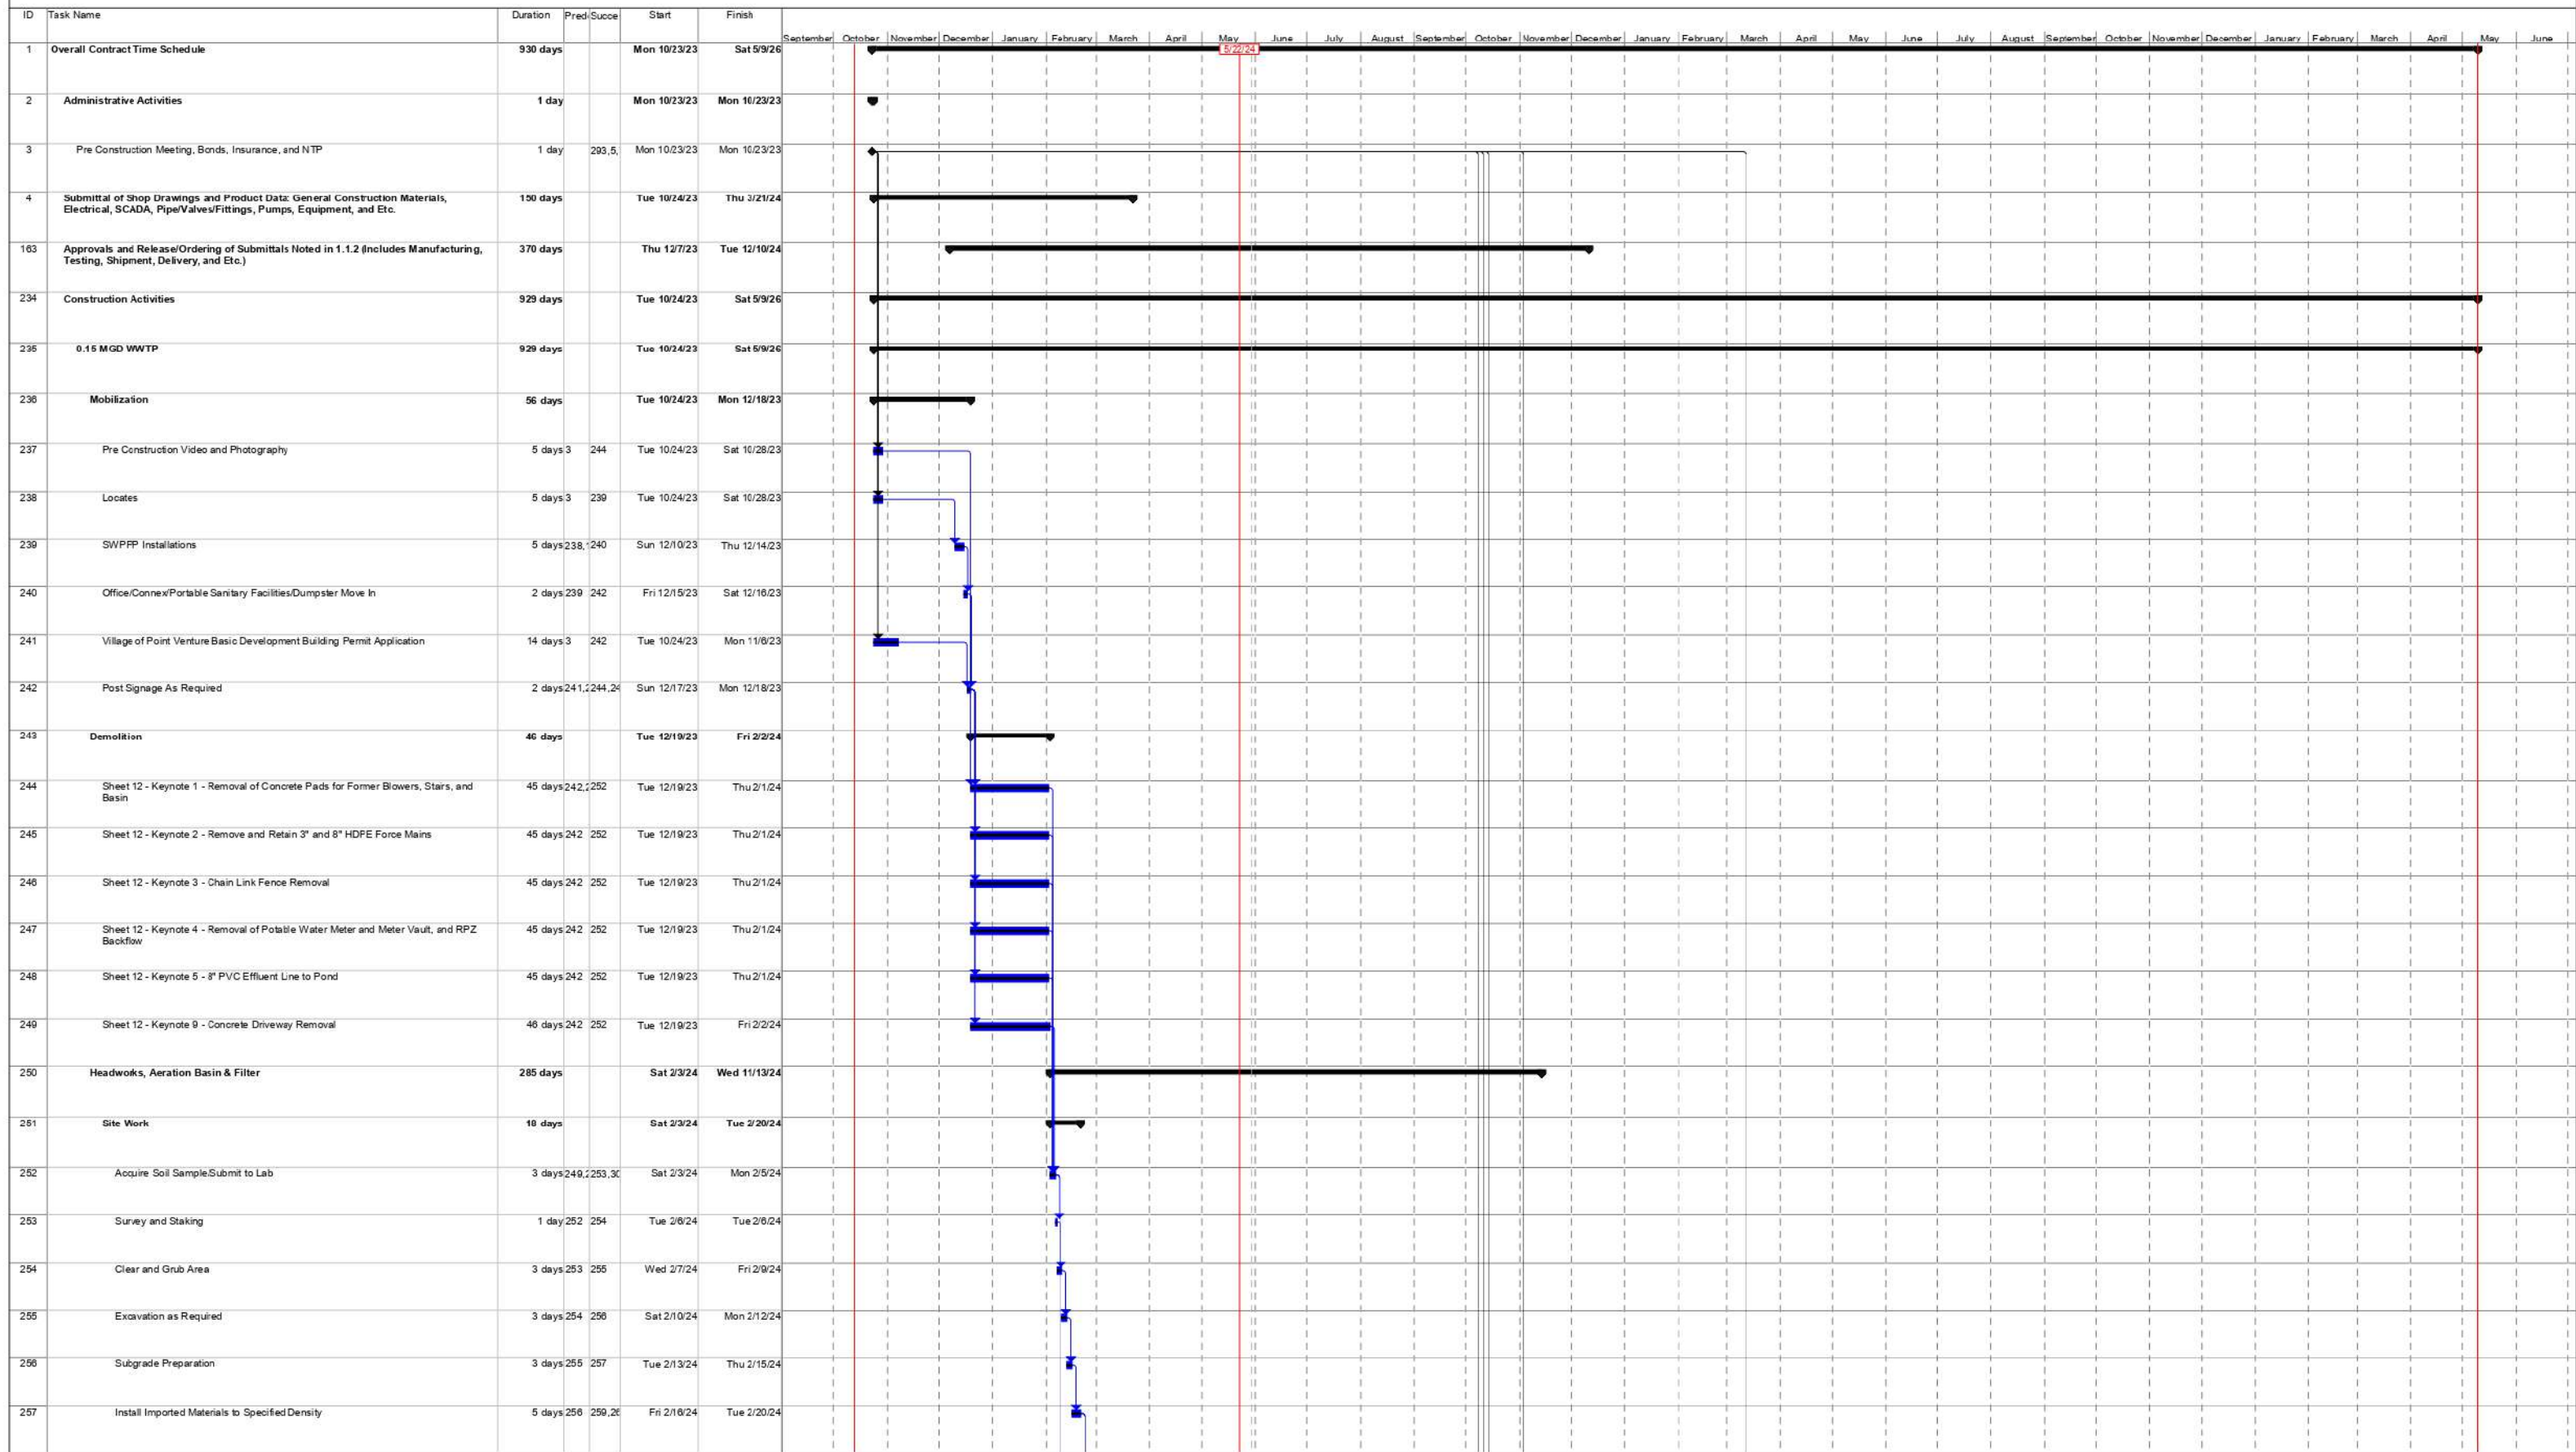 ID Task Name Duration Pred Succe Start Finish
September October November December January February March April May June July August September October November December January February March April May June July August September October November December January February March April May June
1 Overall Contract Time Schedule 930 days Mon 10/23/23 Sat 5/9/26
5/22/24
2 Administrative Activities 1 day Mon 10/23/23 Mon 10/23/23
3 Pre Construction Meeting, Bonds, Insurance, and NTP 1 day 293,5, Mon 10/23/23 Mon 10/23/23
4 Submittal of Shop Drawings and Product Data: General Construction Materials, 150 days Tue 10/24/23 Thu 3/21/24
Electrical, SCADA, Pipe/Valves/Fittings, Pumps, Equipment, and Etc.
163 Approvals and Release/Ordering of Submittals Noted in 1.1.2 (Includes Manufacturing, 370 days Thu 12/7/23 Tue 12/10/24
Testing, Shipment, Delivery, and Etc.)
234 Construction Activities 929 days Tue 10/24/23 Sat 5/9/26
235 0.15 MGD WWTP 929 days Tue 10/24/23 Sat 5/9/26
236 Mobilization 56 days Tue 10/24/23 Mon 12/18/23
237 Pre Construction Video and Photography 5 days 3 244 Tue 10/24/23 Sat 10/28/23
238 Locates 5 days 3 239 Tue 10/24/23 Sat 10/28/23
239 SWPPP Installations 5 days 238,1 240 Sun 12/10/23 Thu 12/14/23
240 Office/Connex/Portable Sanitary Facilities/Dumpster Move In 2 days 239 242 Fri 12/15/23 Sat 12/16/23
241 Village of Point Venture Basic Development Building Permit Application 14 days 3 242 Tue 10/24/23 Mon 11/6/23
242 Post Signage As Required 2 days 241,2 244,24 Sun 12/17/23 Mon 12/18/23
243 Demolition 46 days Tue 12/19/23 Fri 2/2/24
244 Sheet 12 - Keynote 1 - Removal of Concrete Pads for Former Blowers, Stairs, and 45 days 242,2 252 Tue 12/19/23 Thu 2/1/24
Basin
245 Sheet 12 - Keynote 2 - Remove and Retain 3" and 8" HDPE Force Mains 45 days 242 252 Tue 12/19/23 Thu 2/1/24
246 Sheet 12 - Keynote 3 - Chain Link Fence Removal 45 days 242 252 Tue 12/19/23 Thu 2/1/24
247 Sheet 12 - Keynote 4 - Removal of Potable Water Meter and Meter Vault, and RPZ 45 days 242 252 Tue 12/19/23 Thu 2/1/24
Backflow
248 Sheet 12 - Keynote 5 - 8" PVC Effluent Line to Pond 45 days 242 252 Tue 12/19/23 Thu 2/1/24
249 Sheet 12 - Keynote 9 - Concrete Driveway Removal 46 days 242 252 Tue 12/19/23 Fri 2/2/24
250 Headworks, Aeration Basin & Filter 285 days Sat 2/3/24 Wed 11/13/24
251 Site Work 18 days Sat 2/3/24 Tue 2/20/24
252 Acquire Soil Sample/Submit to Lab 3 days 249,2 253,30 Sat 2/3/24 Mon 2/5/24
253 Survey and Staking 1 day 252 254 Tue 2/6/24 Tue 2/6/24
254 Clear and Grub Area 3 days 253 255 Wed 2/7/24 Fri 2/9/24
255 Excavation as Required 3 days 254 256 Sat 2/10/24 Mon 2/12/24
256 Subgrade Preparation 3 days 255 257 Tue 2/13/24 Thu 2/15/24
257 Install Imported Materials to Specified Density 5 days 256 259,26 Fri 2/16/24 Tue 2/20/24